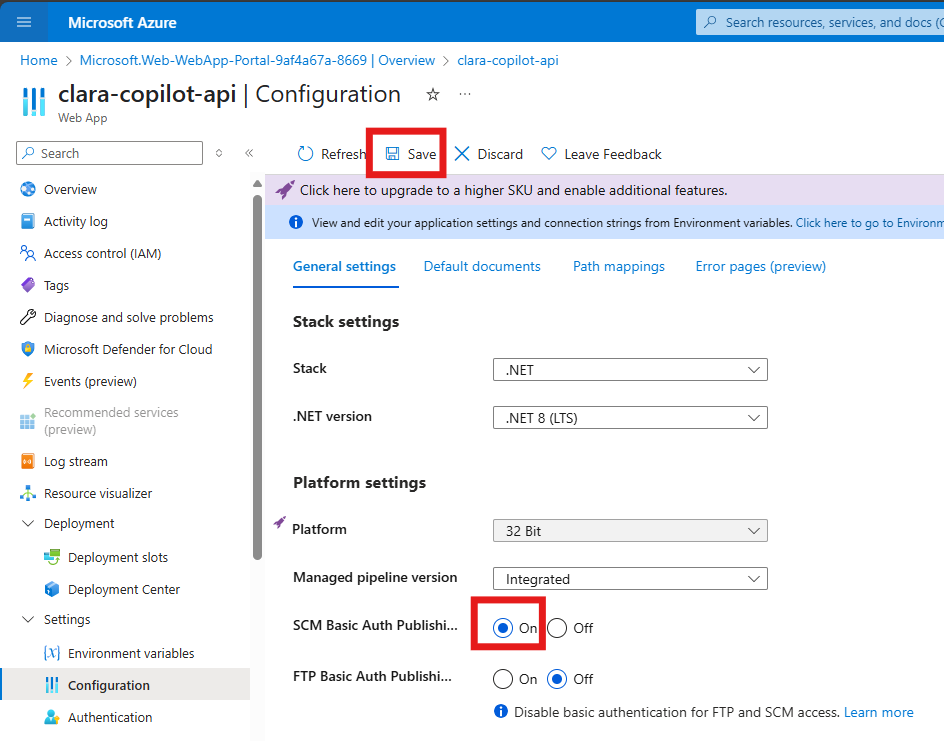 Microsoft Azure
Search resources, services, and docs (
Home > Microsoft.Web-WebApp-Portal-9af4a67a-8669 | Overview > clara-copilot-api
clara-copilot-api | Configuration
Web App
Search
Refresh
Save
Discard
Leave Feedback
Click here to upgrade to a higher SKU and enable additional features.
View and edit your application settings and connection strings from Environment variables. Click here to go to Environm
Overview
Activity log
Access control (IAM)
Tags
Diagnose and solve problems
Microsoft Defender for Cloud
Events (preview)
Recommended services
(preview)
Log stream
Resource visualizer
Deployment
Deployment slots
Deployment Center
Settings
Environment variables
Configuration
Authentication
General settings
Default documents
Path mappings
Error pages (preview)
Stack settings
Stack
.NET
.NET version
.NET 8 (LTS)
Platform settings
Platform
32 Bit
Managed pipeline version
Integrated
SCM Basic Auth Publishi...
On
Off
FTP Basic Auth Publishi...
On
Off
Disable basic authentication for FTP and SCM access. Learn more